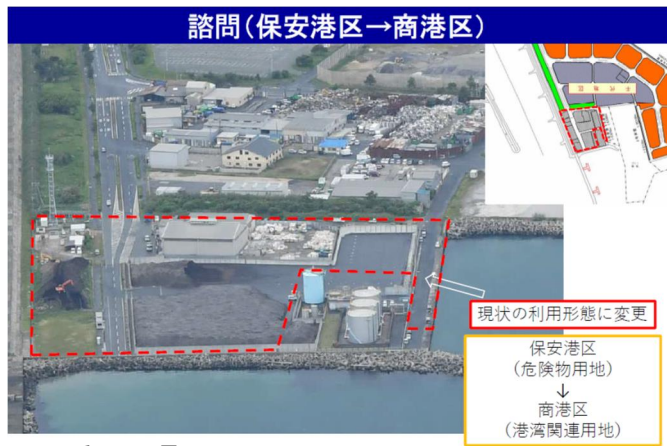 諮問(保安港区→商港区)
現状の利用形態に変更
保安港区
(危険物用地)
↓
商港区
(港湾関連用地)